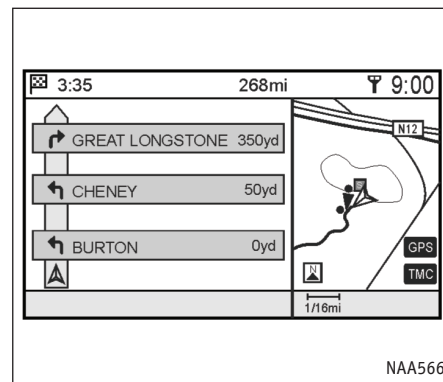 3:35 268mi 9:00
GREAT LONGSTONE 350yd
CHENEY 50yd
BURTON 0yd
N12
GPS
N
TMC
1/16mi
NAA566